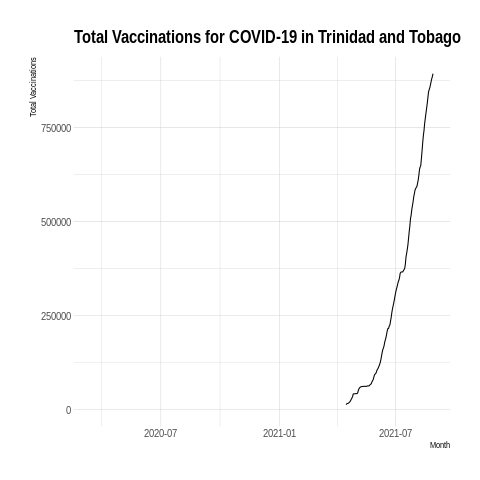 Total Vaccinations for COVID-19 in Trinidad and Tobago
Total Vaccinations
750000
500000
250000
0
2020-07
2021-01
2021-07
Month